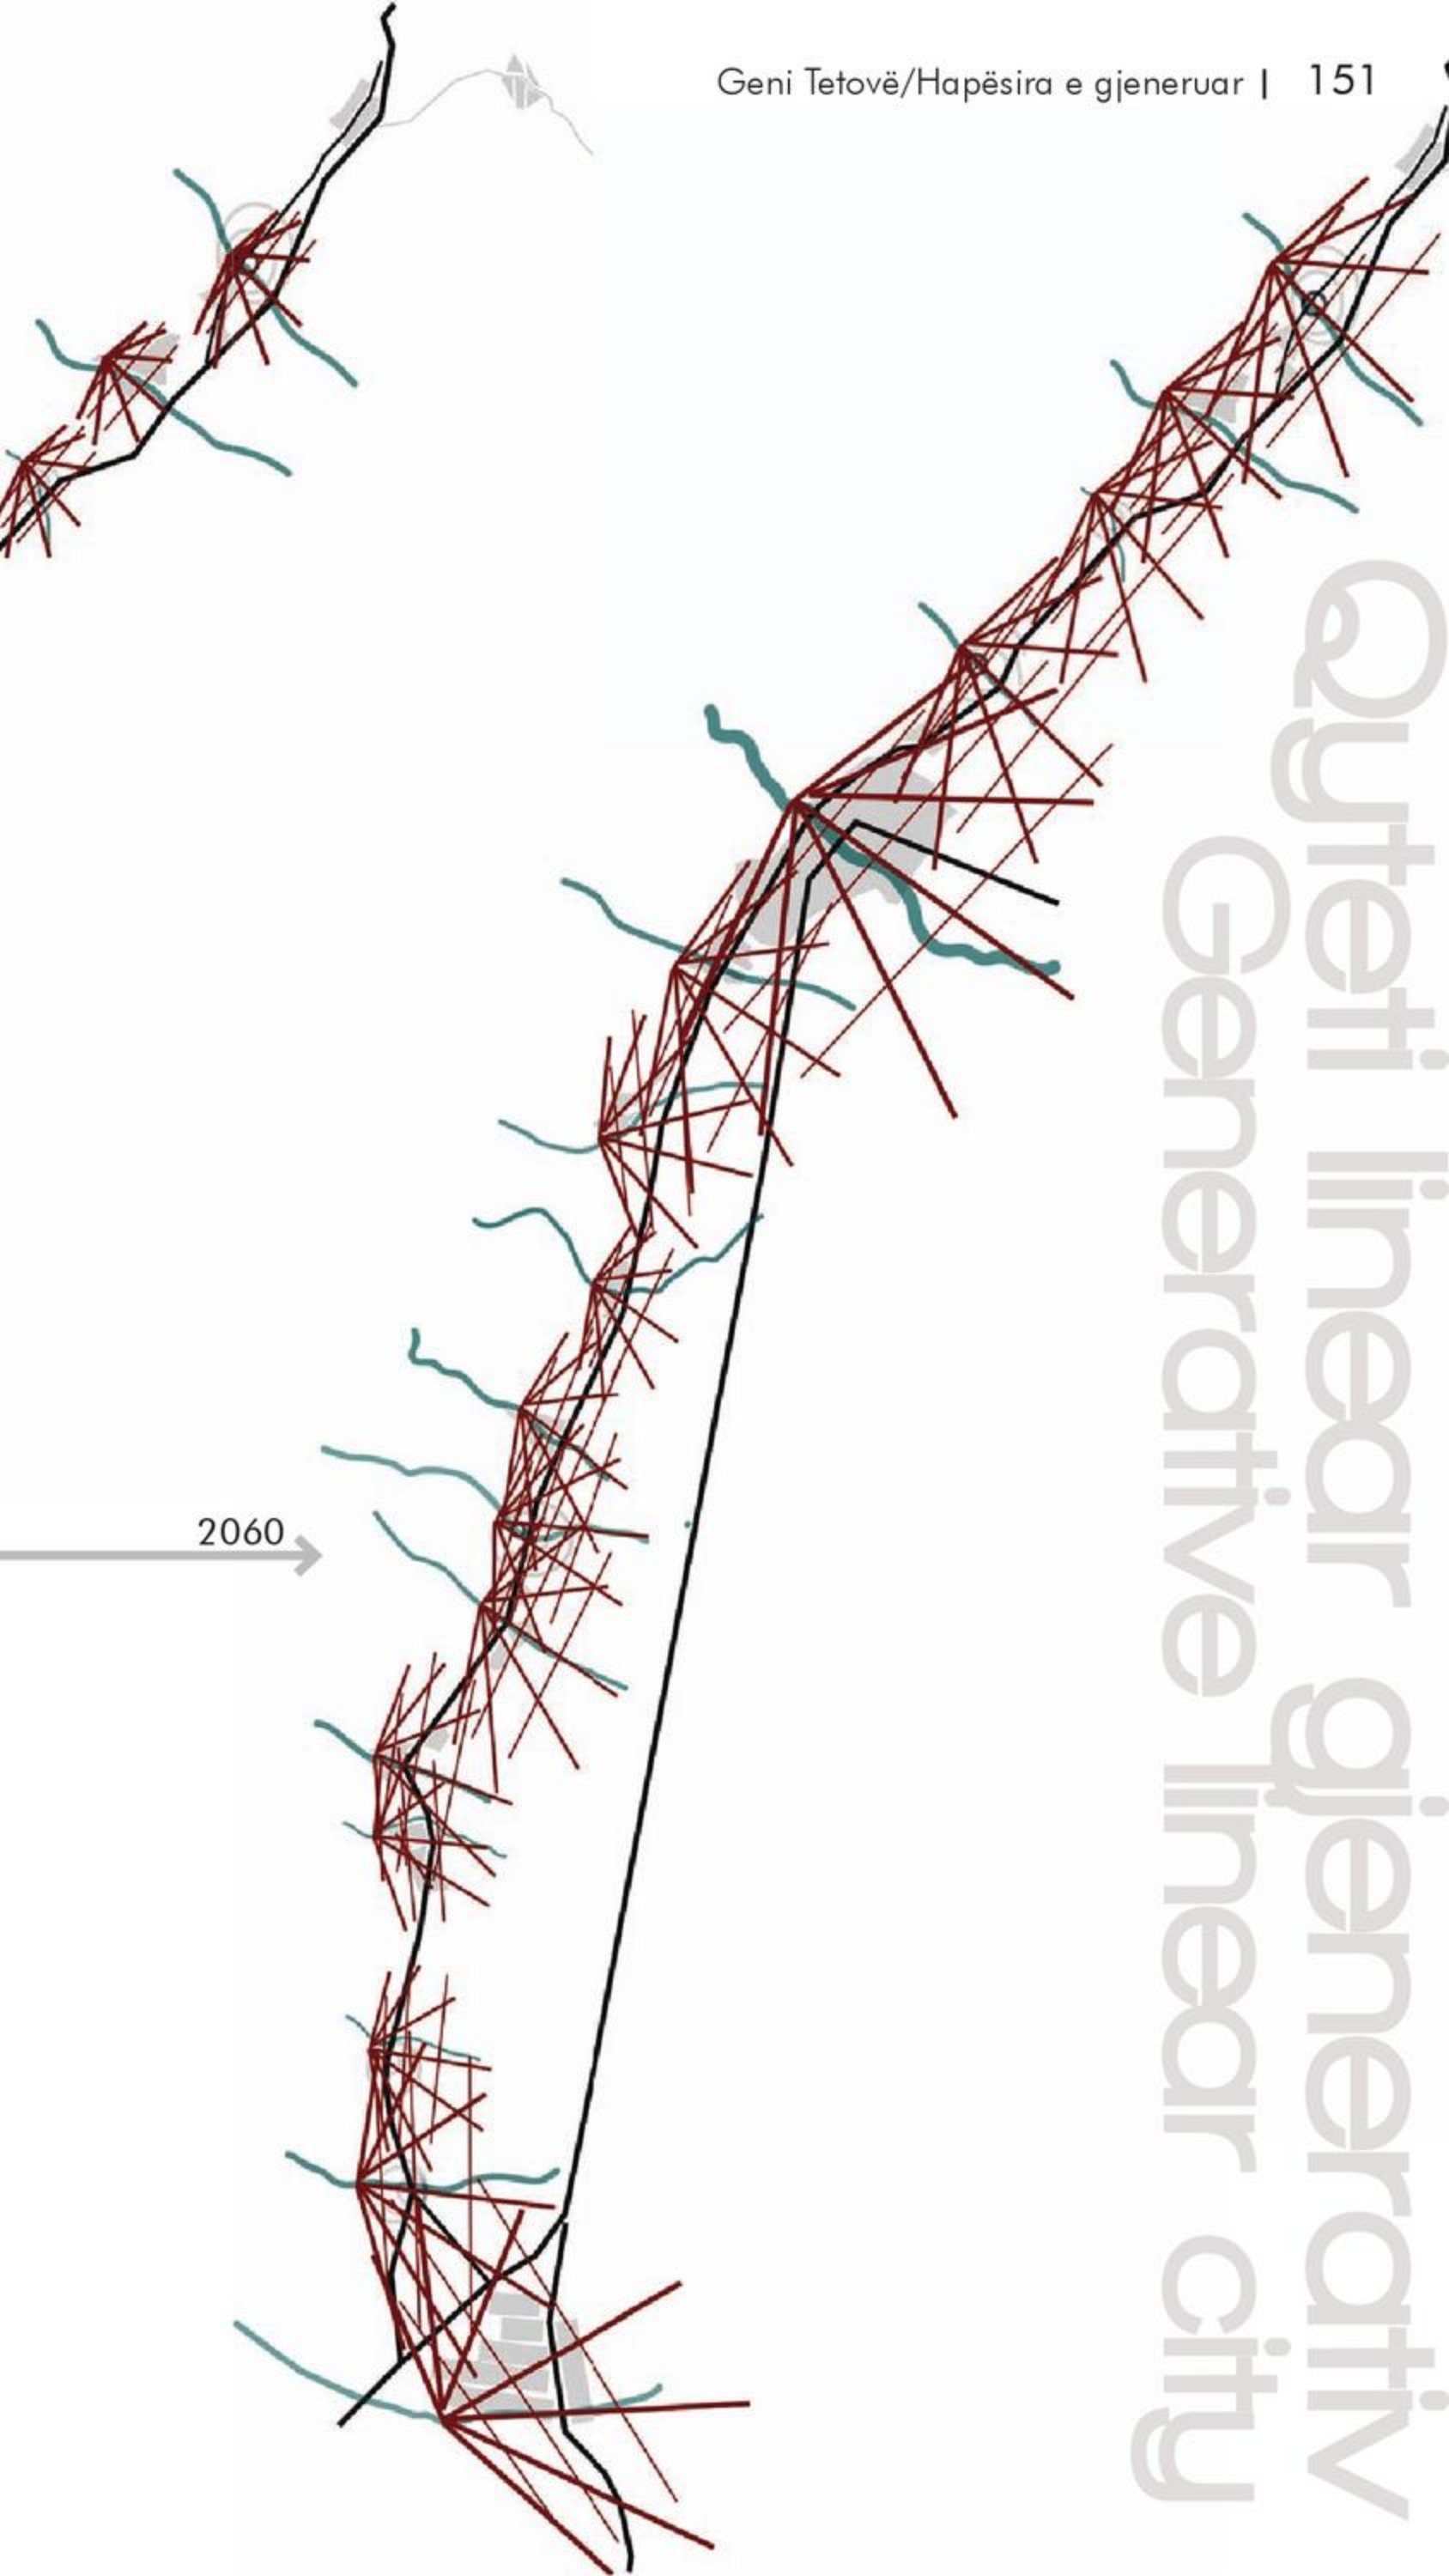 Geni Tetovë/Hapësira e gjeneruar | 151
Qyteti linear gjenerativ
Generative linear city
2060